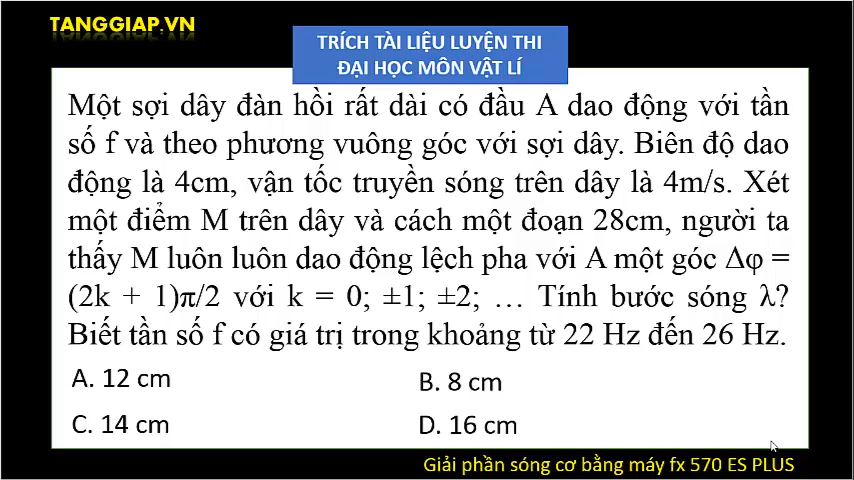 TANGGIAP.VN
TRÍCH TÀI LIỆU LUYỆN THI
ĐẠI HỌC MÔN VẬT LÍ
Một sợi dây đàn hồi rất dài có đầu A dao động với tần
số f và theo phương vuông góc với sợi dây. Biên độ dao
động là 4cm, vận tốc truyền sóng trên dây là 4m/s. Xét
một điểm M trên dây và cách một đoạn 28cm, người ta
thấy M luôn luôn dao động lệch pha với A một góc Δφ =
(2k + 1)π/2 với k = 0; ±1; ±2; … Tính bước sóng λ?
Biết tần số f có giá trị trong khoảng từ 22 Hz đến 26 Hz.
A. 12 cm
B. 8 cm
C. 14 cm
D. 16 cm
Giải phần sóng cơ bằng máy fx 570 ES PLUS